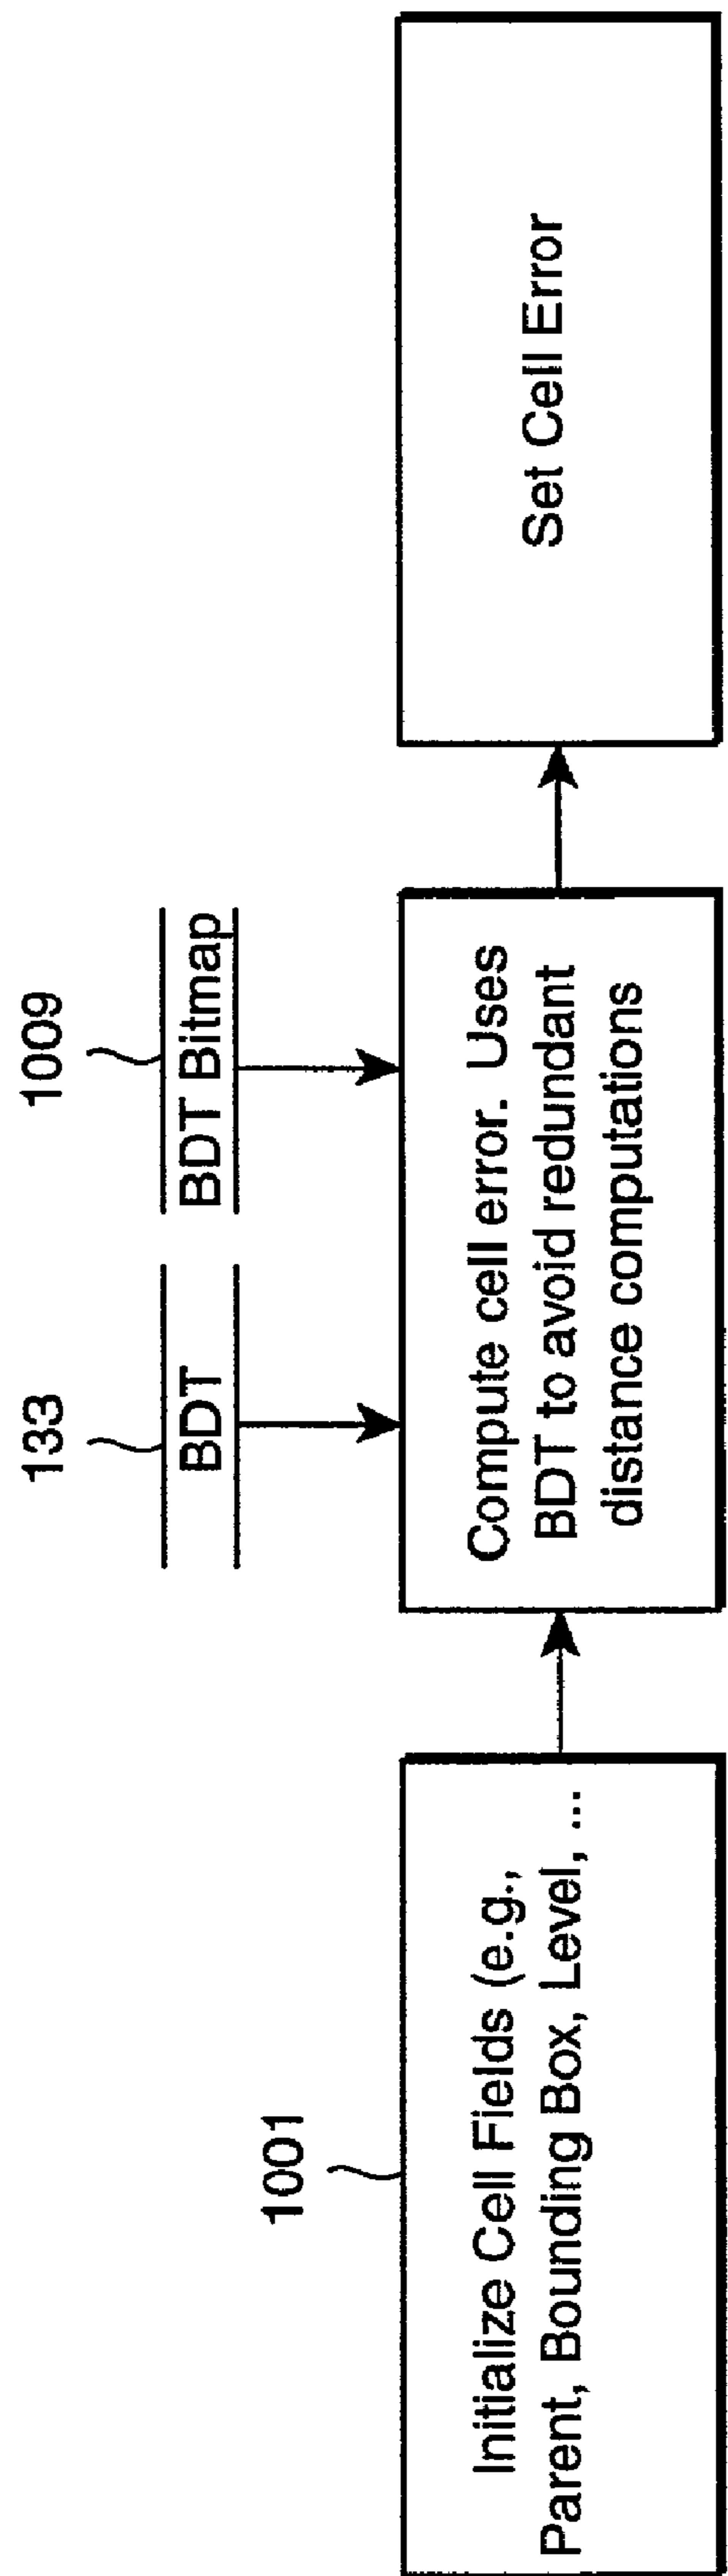 1001
Initialize Cell Fields (e.g.,
Parent, Bounding Box, Level, ...
133
BDT
1009
BDT Bitmap
Compute cell error. Uses
BDT to avoid redundant
distance computations
Set Cell Error